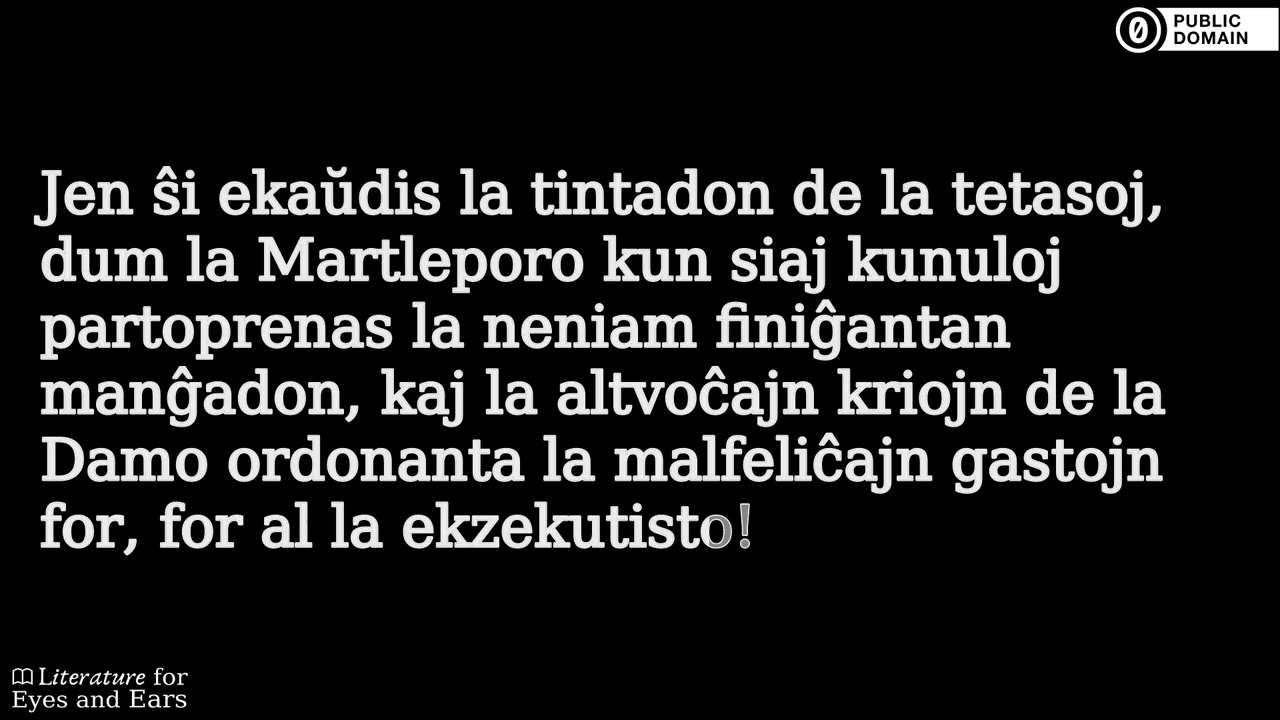 PUBLIC
DOMAIN
Jen ŝi ekaŭdis la tintadon de la tetasoj,
dum la Martleporo kun siaj kunuloj
partoprenas la neniam finiĝantan
manĝadon, kaj la altvoĉajn kriojn de la
Damo ordonanta la malfeliĉajn gastojn
for, for al la ekzekutisto!
Literature for
Eyes and Ears